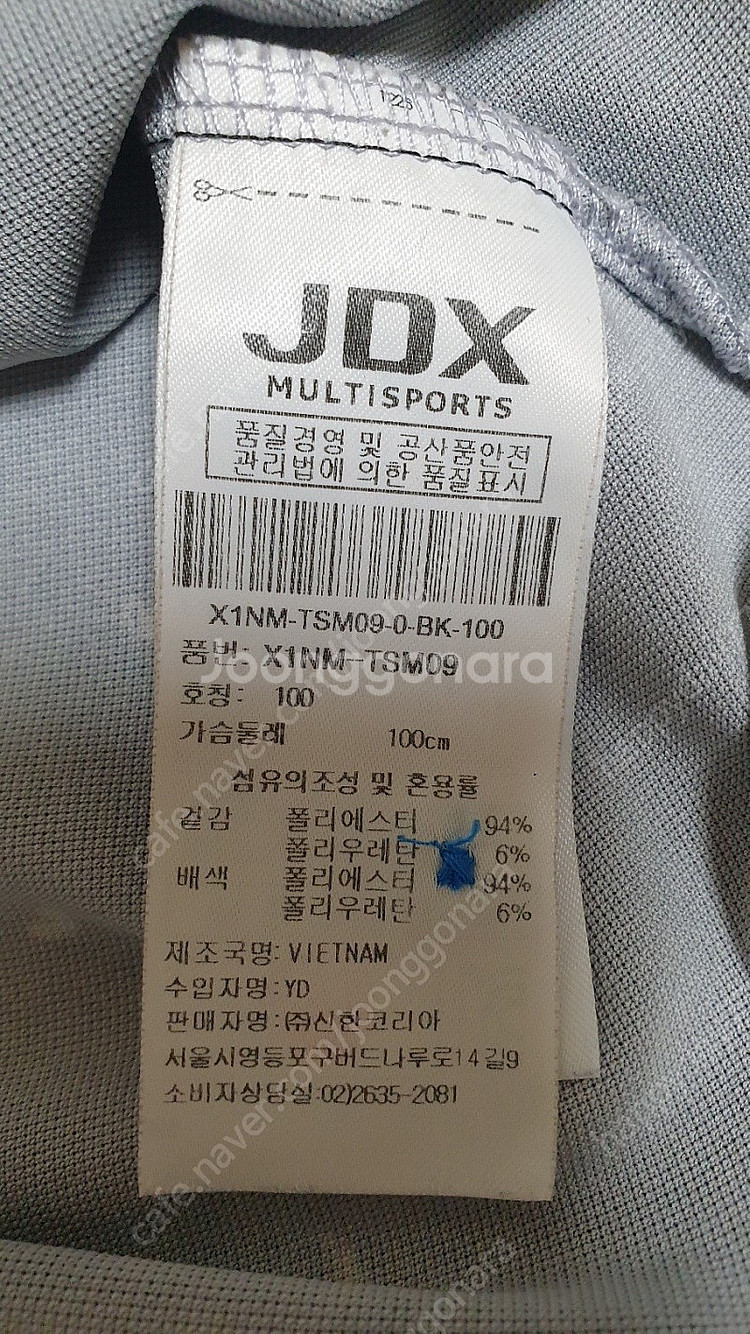 1225
JDX
MULTISPORTS
품질경영 및 공산품안전
관리법에 의한 품질표시
X1NM-TSM09-0-BK-100
품번: X1NM-TSM09
Joonggonara
호칭: 100
가슴둘레 100cm
섬유의조성 및 혼용률
겉감 폴리에스터 94%
폴리우레탄 6%
배색 폴리에스터 94%
폴리우레탄 6%
제조국명: VIETNAM
수입자명:YD
판매자명:㈜신한코리아
서울시영등포구버드나루로14길9
소비자상담실:02)2635-2081
cafe.naver.com/joonggonara